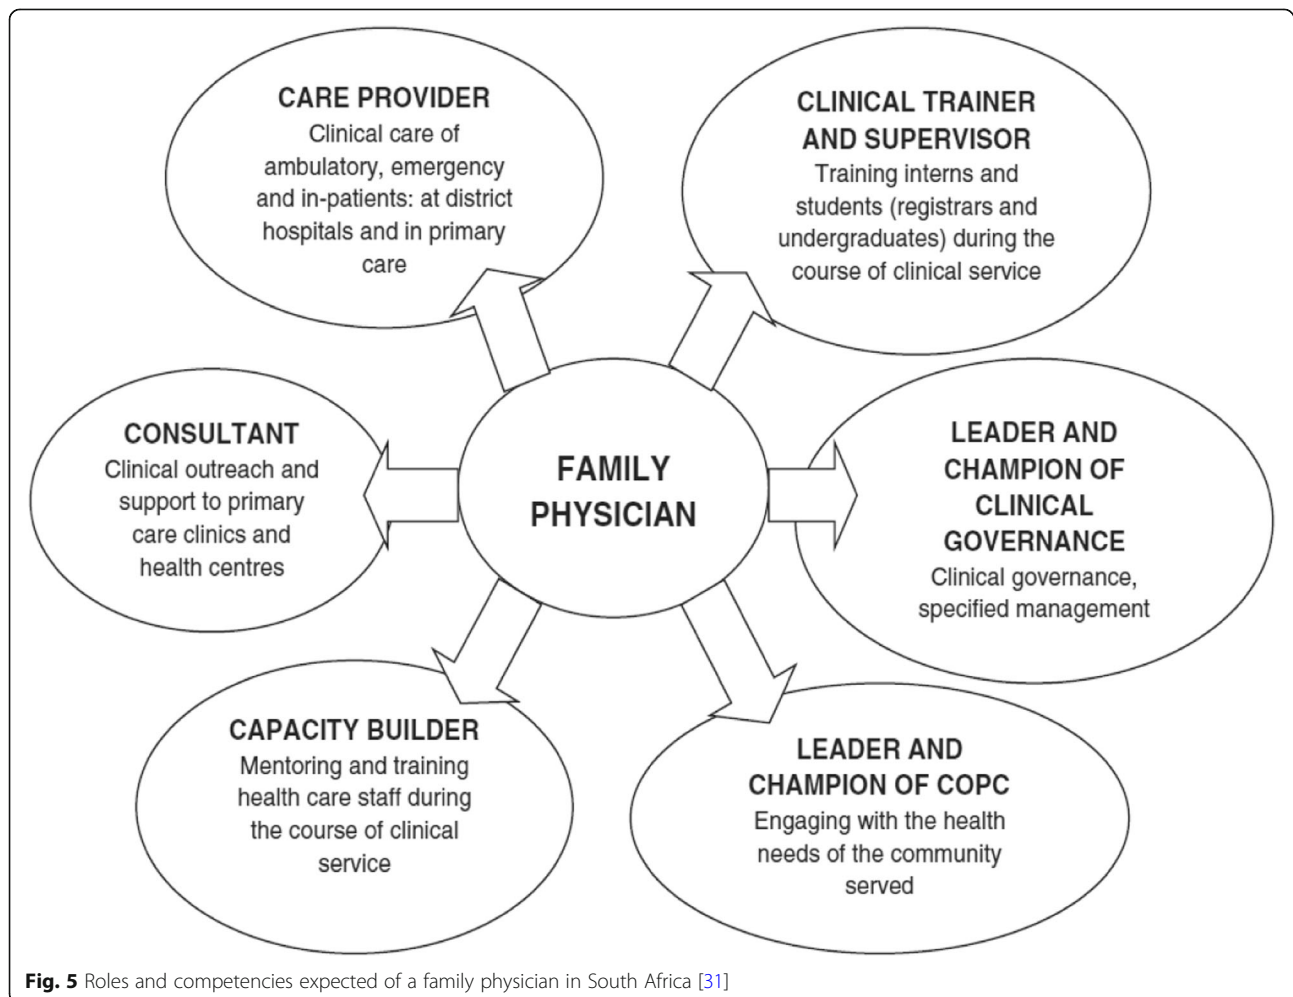 CARE PROVIDER
Clinical care of
ambulatory, emergency
and in-patients: at district
hospitals and in primary
care
CLINICAL TRAINER
AND SUPERVISOR
Training interns and
students (registrars and
undergraduates) during the
course of clinical service
CONSULTANT
Clinical outreach and
support to primary
care clinics and
health centres
FAMILY
PHYSICIAN
LEADER AND
CHAMPION OF
CLINICAL
GOVERNANCE
Clinical governance,
specified management
CAPACITY BUILDER
Mentoring and training
health care staff during
the course of clinical
service
LEADER AND
CHAMPION OF COPC
Engaging with the health
needs of the community
served
Fig. 5 Roles and competencies expected of a family physician in South Africa [31]